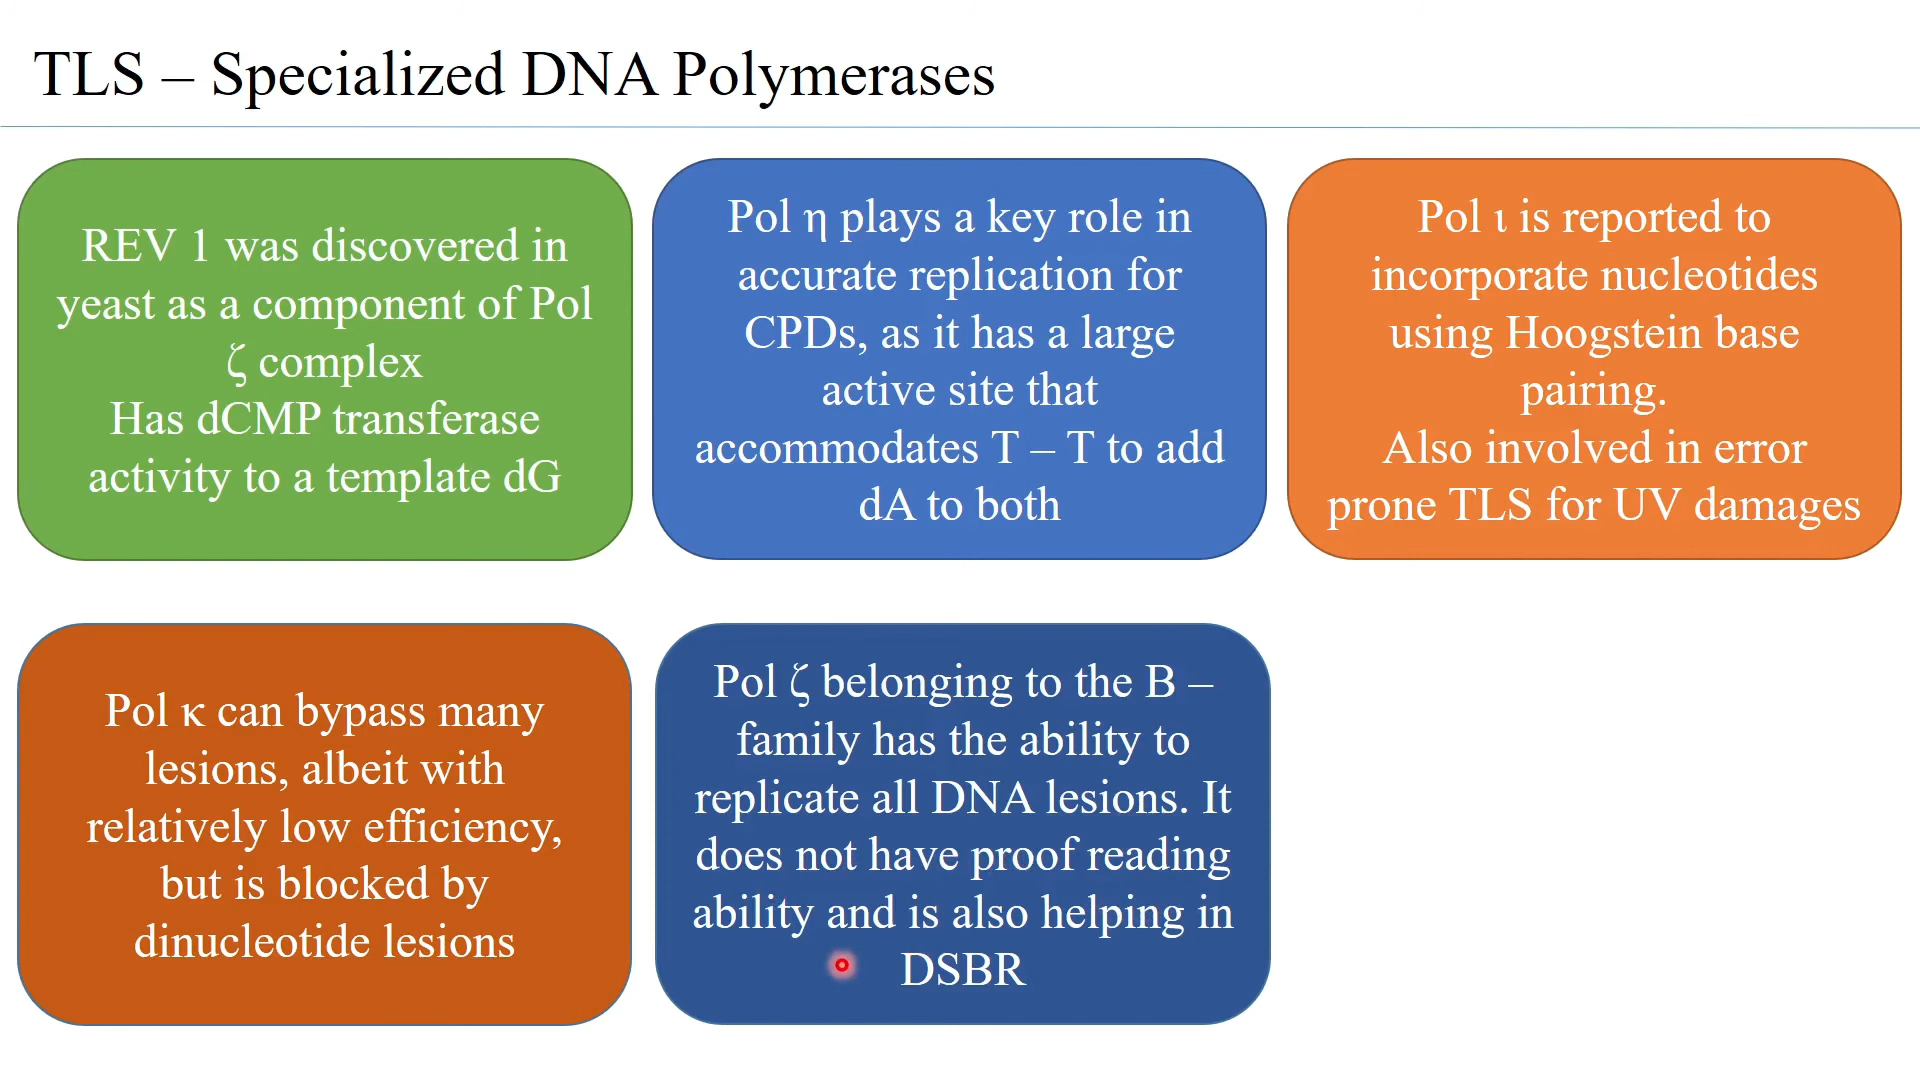 TLS – Specialized DNA Polymerases
REV 1 was discovered in
yeast as a component of Pol
ζ complex
Has dCMP transferase
activity to a template dG
Pol η plays a key role in
accurate replication for
CPDs, as it has a large
active site that
accommodates T – T to add
dA to both
Pol ι is reported to
incorporate nucleotides
using Hoogstein base
pairing.
Also involved in error
prone TLS for UV damages
Pol κ can bypass many
lesions, albeit with
relatively low efficiency,
but is blocked by
dinucleotide lesions
Pol ζ belonging to the B –
family has the ability to
replicate all DNA lesions. It
does not have proof reading
ability and is also helping in
DSBR